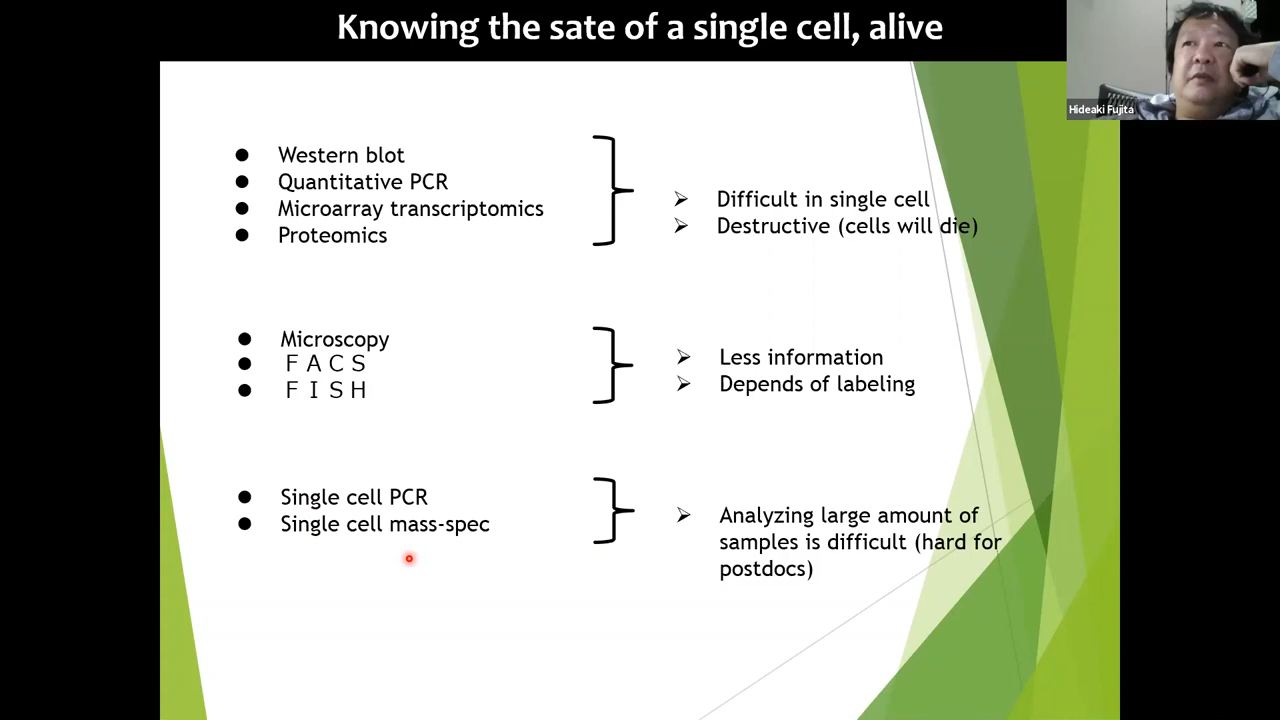 Knowing the sate of a single cell, alive
Hideaki Fujita
● Western blot
● Quantitative PCR
● Microarray transcriptomics
● Proteomics
➢ Difficult in single cell
➢ Destructive (cells will die)
● Microscopy
● ＦＡＣＳ
● ＦＩＳＨ
➢ Less information
➢ Depends of labeling
● Single cell PCR
● Single cell mass-spec
➢ Analyzing large amount of
samples is difficult (hard for
postdocs)